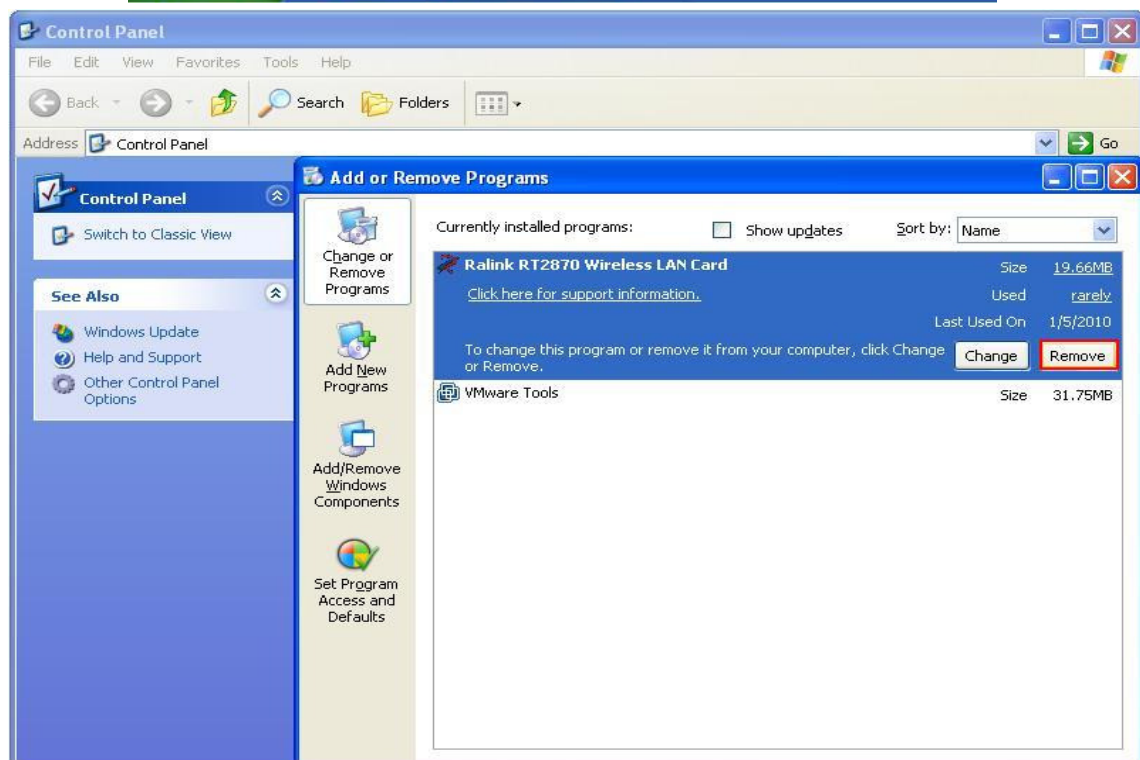 Control Panel
File Edit View Favorites Tools Help
Back Search Folders
Address Control Panel Go
Control Panel
Switch to Classic View
See Also
Windows Update
Help and Support
Other Control Panel
Options
Add or Remove Programs
Change or
Remove
Programs
Add New
Programs
Add/Remove
Windows
Components
Set Program
Access and
Defaults
Currently installed programs: Show updates Sort by: Name
Ralink RT2870 Wireless LAN Card Size 19.66MB
Click here for support information. Used rarely
Last Used On 1/5/2010
To change this program or remove it from your computer, click Change
or Remove. Change Remove
VMware Tools Size 31.75MB